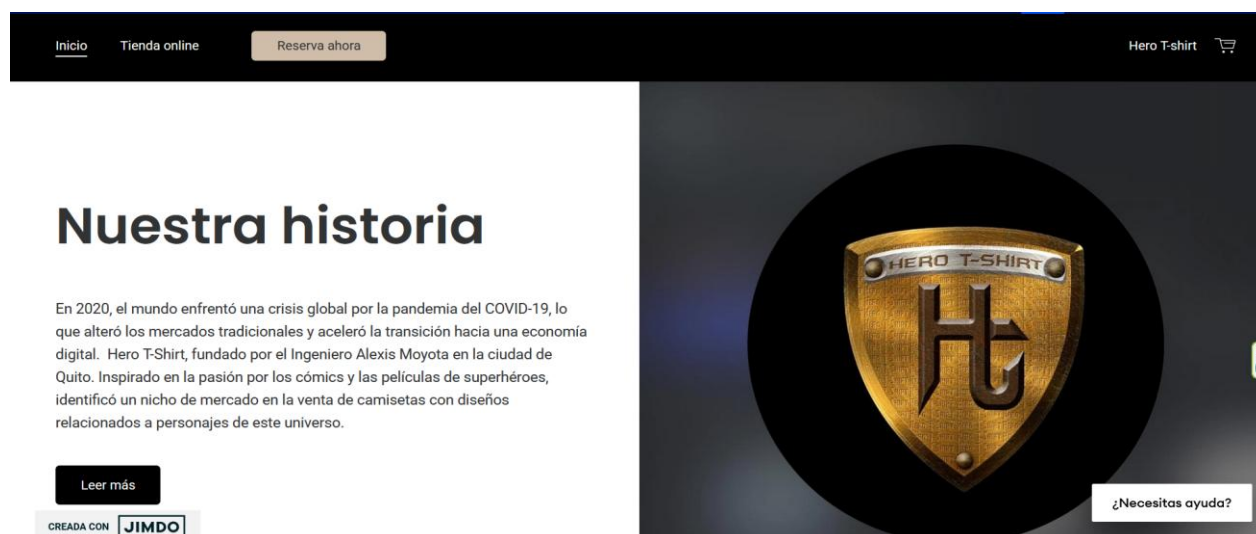 Inicio
Tienda online
Reserva ahora
Hero T-shirt
Nuestra historia
En 2020, el mundo enfrentó una crisis global por la pandemia del COVID-19, lo
que alteró los mercados tradicionales y aceleró la transición hacia una economía
digital. Hero T-Shirt, fundado por el Ingeniero Alexis Moyota en la ciudad de
Quito. Inspirado en la pasión por los cómics y las películas de superhéroes,
identificó un nicho de mercado en la venta de camisetas con diseños
relacionados a personajes de este universo.
Leer más
CREADA CON JIMDO
HERO T-SHIRT
Ht
¿Necesitas ayuda?